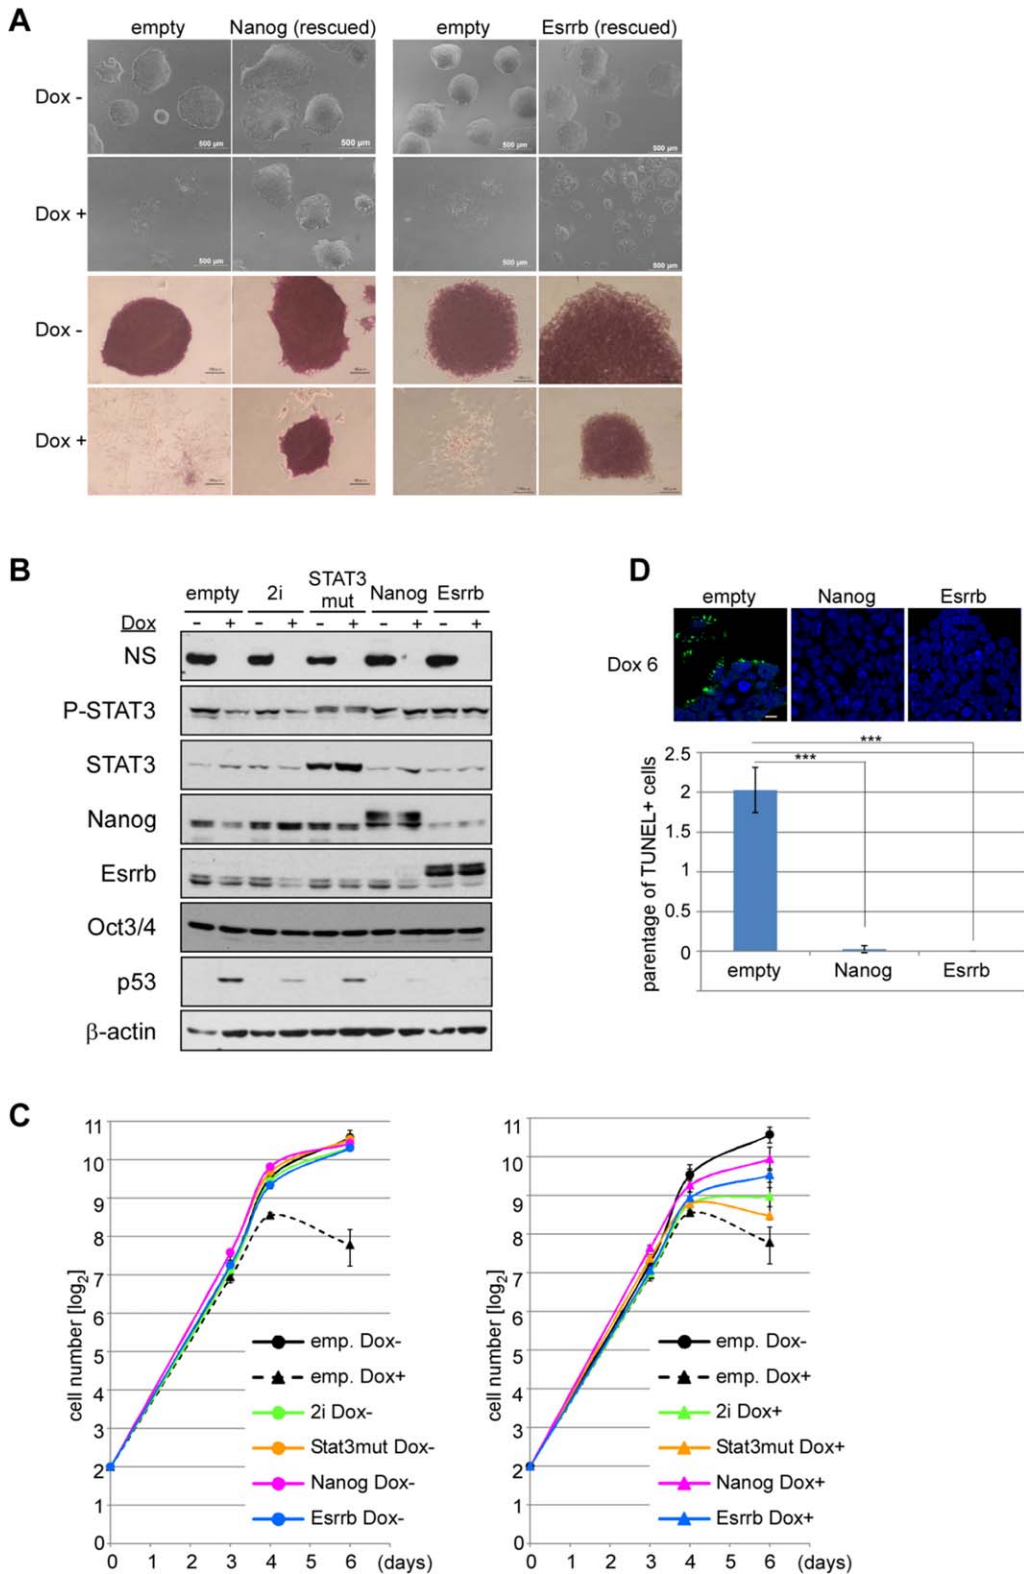 A
empty Nanog (rescued) empty Esrrb (rescued)
Dox -
500 µm 500 µm 500 µm 500 µm
Dox +
500 µm 500 µm 500 µm 500 µm
Dox -
Dox +
B
empty 2i STAT3 mut Nanog Esrrb
Dox - + - + - + - + - +
NS
P-STAT3
STAT3
Nanog
Esrrb
Oct3/4
p53
β-actin
D
empty Nanog Esrrb
Dox 6
parentage of TUNEL+ cells
2.5
2
1.5
1
0.5
0
*** ***
empty Nanog Esrrb
C
cell number [log2]
11
10
9
8
7
6
5
4
3
2
1
0
emp. Dox-
emp. Dox+
2i Dox-
Stat3mut Dox-
Nanog Dox-
Esrrb Dox-
0 1 2 3 4 5 6 (days)
cell number [log2]
11
10
9
8
7
6
5
4
3
2
1
0
emp. Dox-
emp. Dox+
2i Dox+
Stat3mut Dox+
Nanog Dox+
Esrrb Dox+
0 1 2 3 4 5 6 (days)